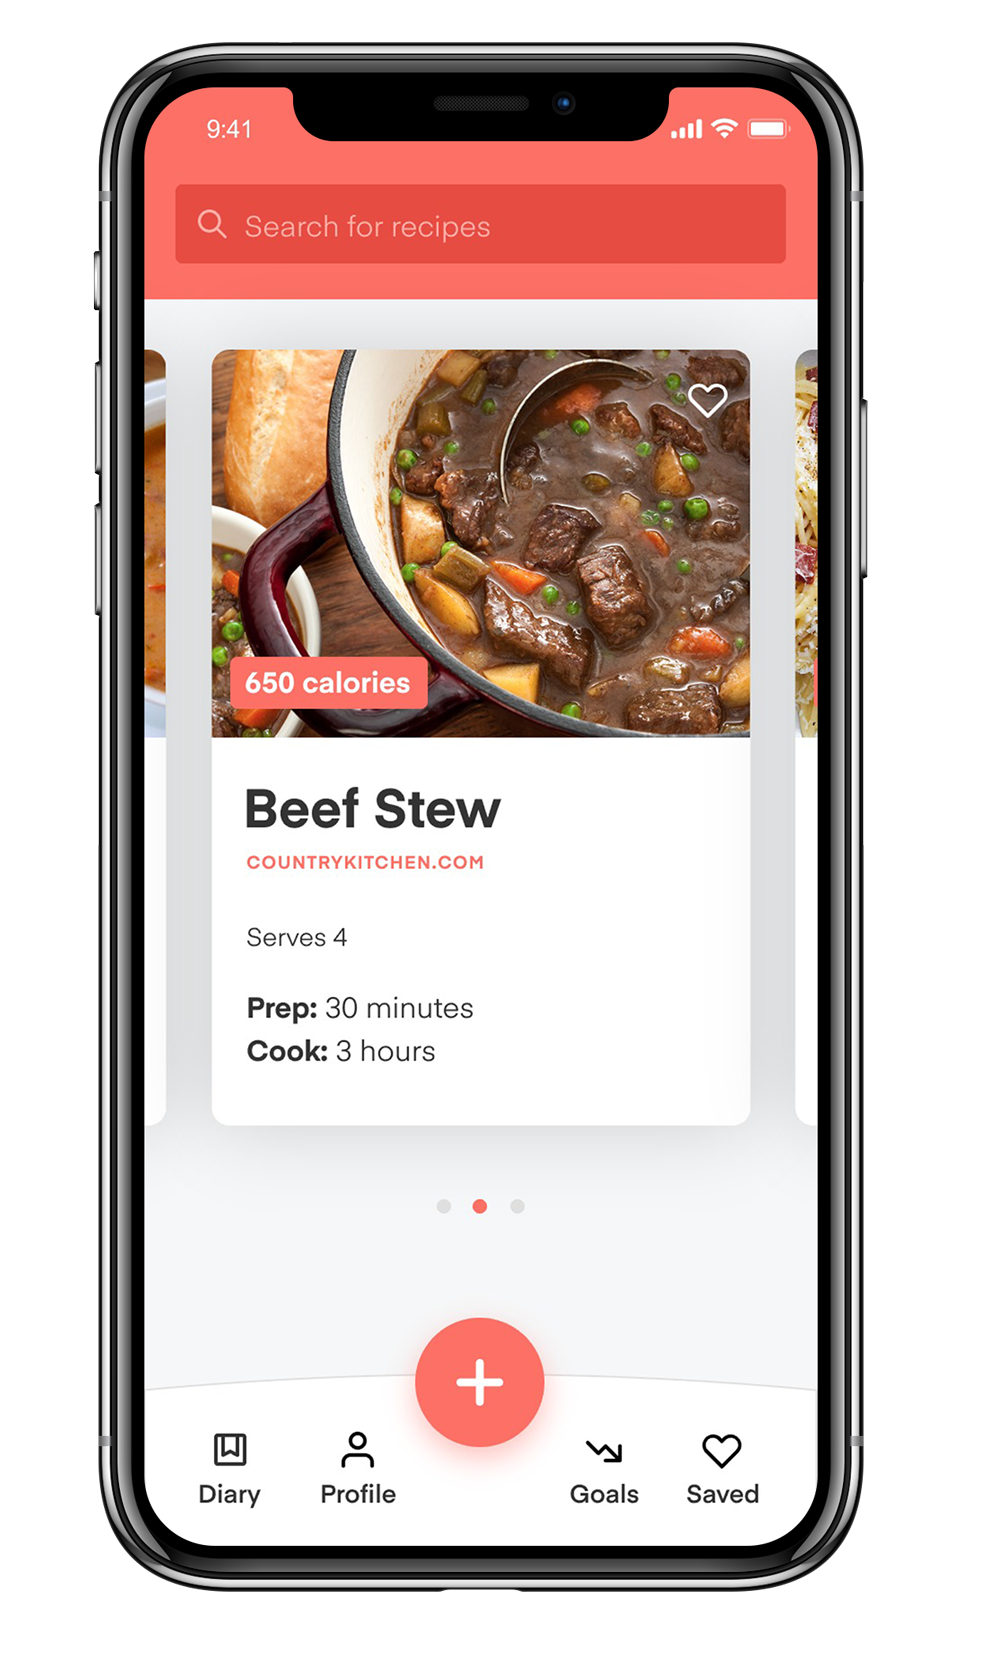 9:41
Search for recipes
650 calories
Beef Stew
COUNTRYKITCHEN.COM
Serves 4
Prep: 30 minutes
Cook: 3 hours
Diary
Profile
Goals
Saved